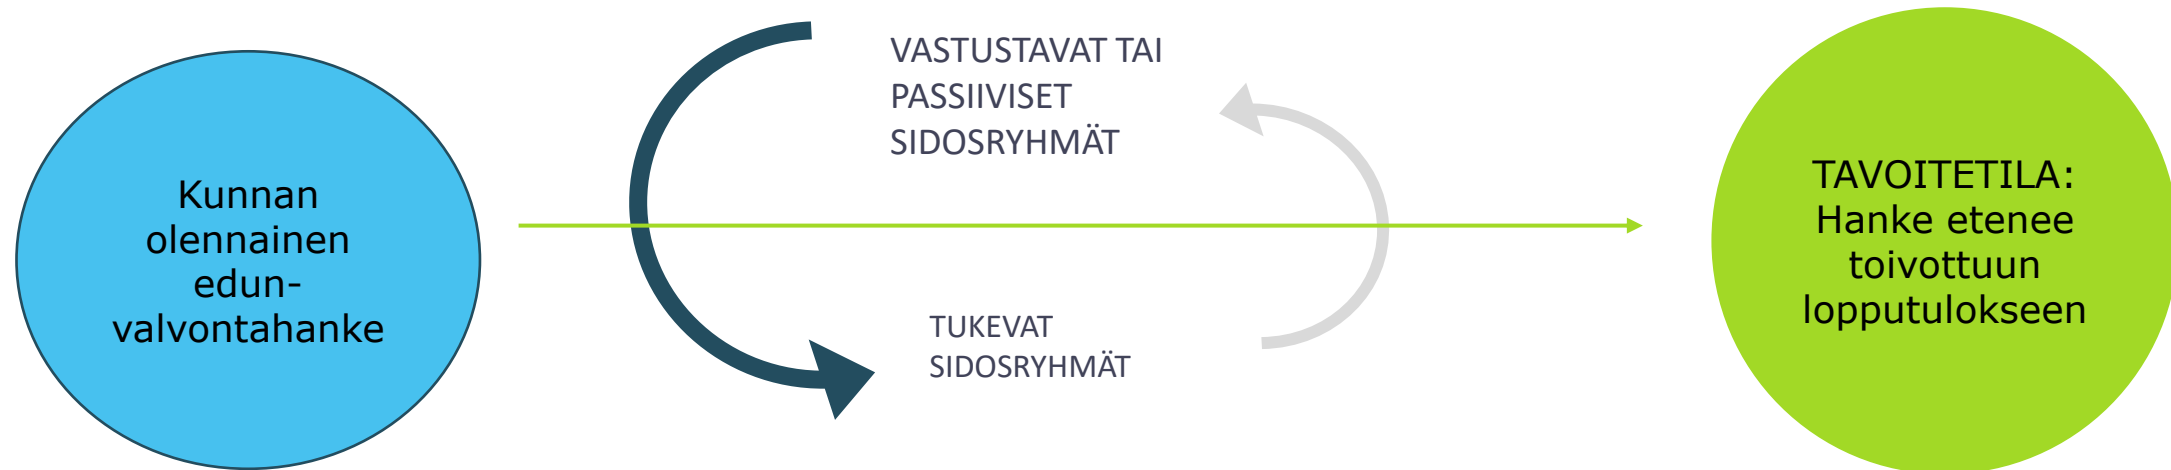 Kunnan
olennainen
edun-
valvontahanke
VASTUSTAVAT TAI
PASSIIVISET
SIDOSRYHMÄT
TUKEVAT
SIDOSRYHMÄT
TAVOITETILA:
Hanke etenee
toivottuun
lopputulokseen